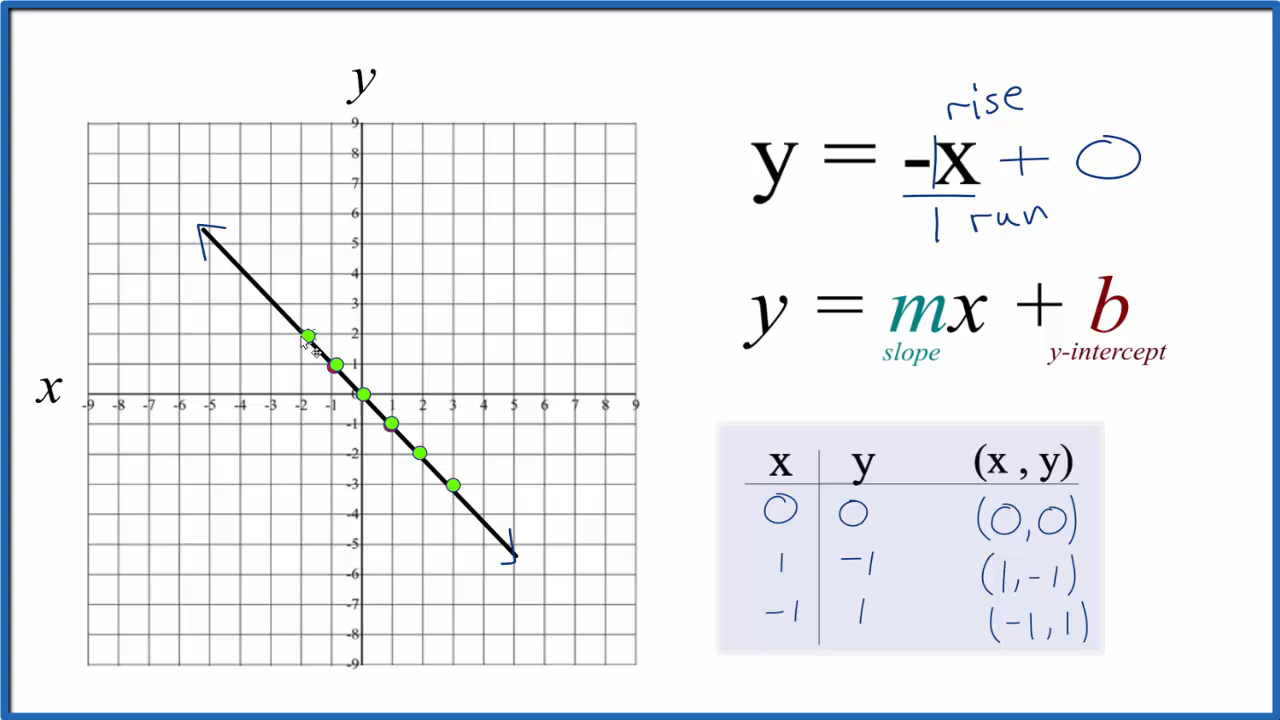 y
9
8
7
6
5
4
3
2
1
x
-9 -8 -7 -6 -5 -4 -3 -2 -1 1 2 3 4 5 6 7 8 9
-1
-2
-3
-4
-5
-6
-7
-8
-9
rise
y = -1x + 0
1 run
y = mx + b
slope y-intercept
x y (x , y)
0 0 (0,0)
1 -1 (1,-1)
-1 1 (-1,1)